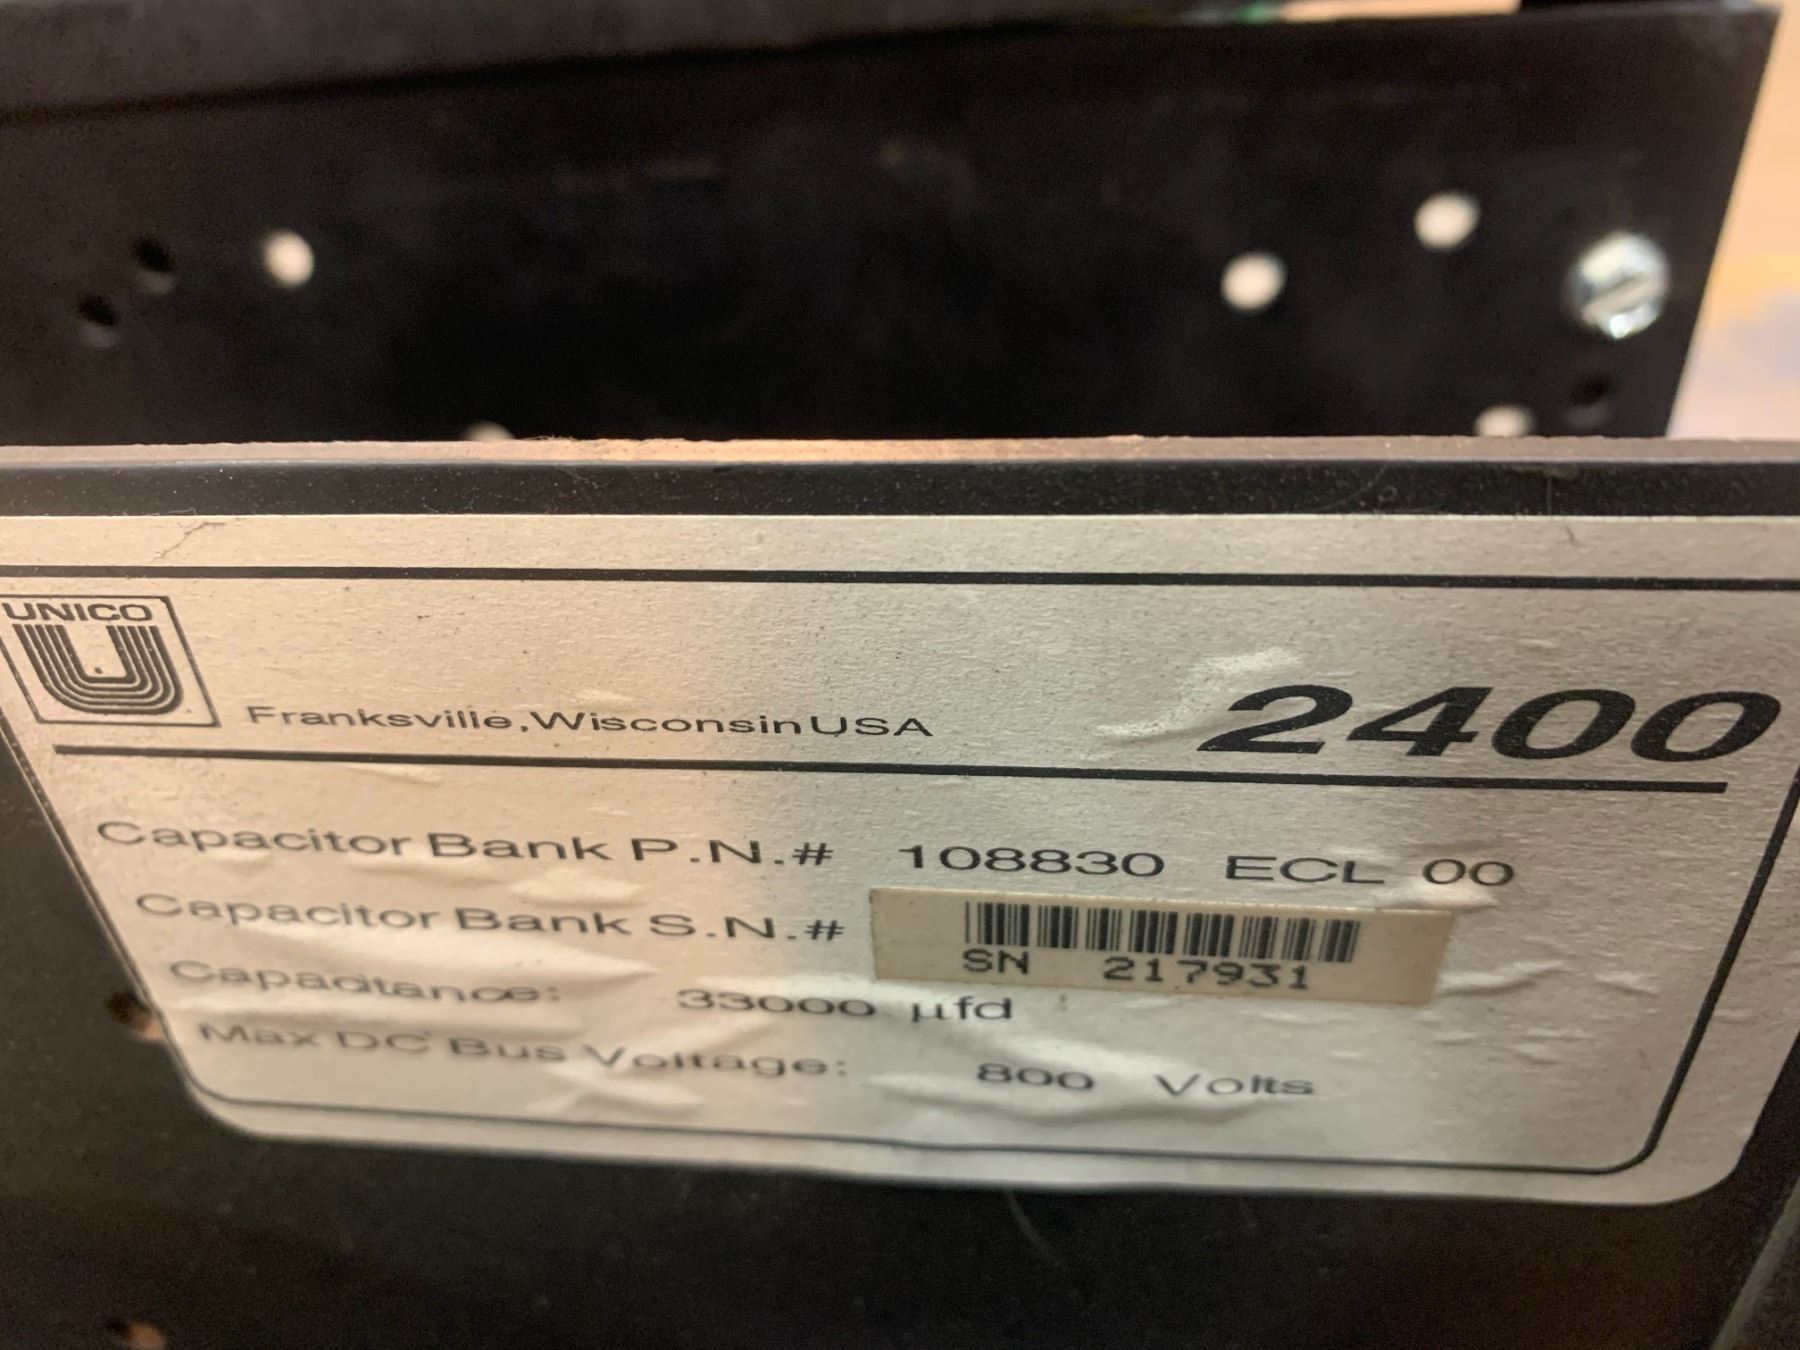 UNICO
Franksville, Wisconsin USA
2400
Capacitor Bank P.N.# 108830 ECL 00
Capacitor Bank S.N.# SN 217931
Capacitance: 33000 µfd
Max DC Bus Voltage: 800 Volts